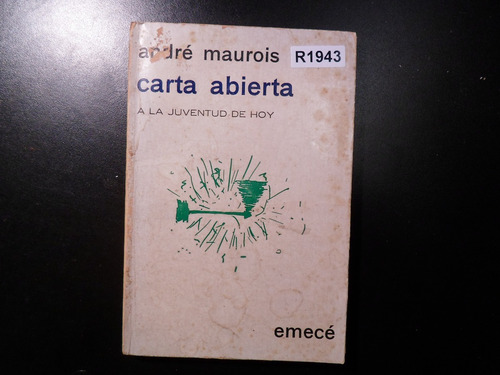 andré maurois
R1943
carta abierta
A LA JUVENTUD DE HOY
emecé